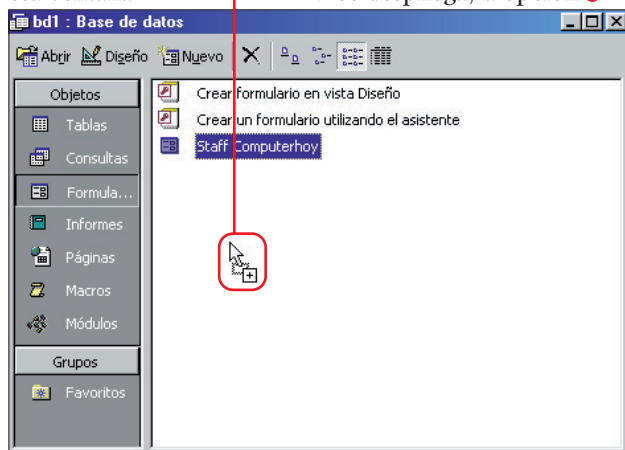 bd1 : Base de datos
Abrir Diseño Nuevo
Objetos
Tablas
Consultas
Formula...
Informes
Páginas
Macros
Módulos
Grupos
Favoritos
Crear formulario en vista Diseño
Crear un formulario utilizando el asistente
Staff Computerhoy